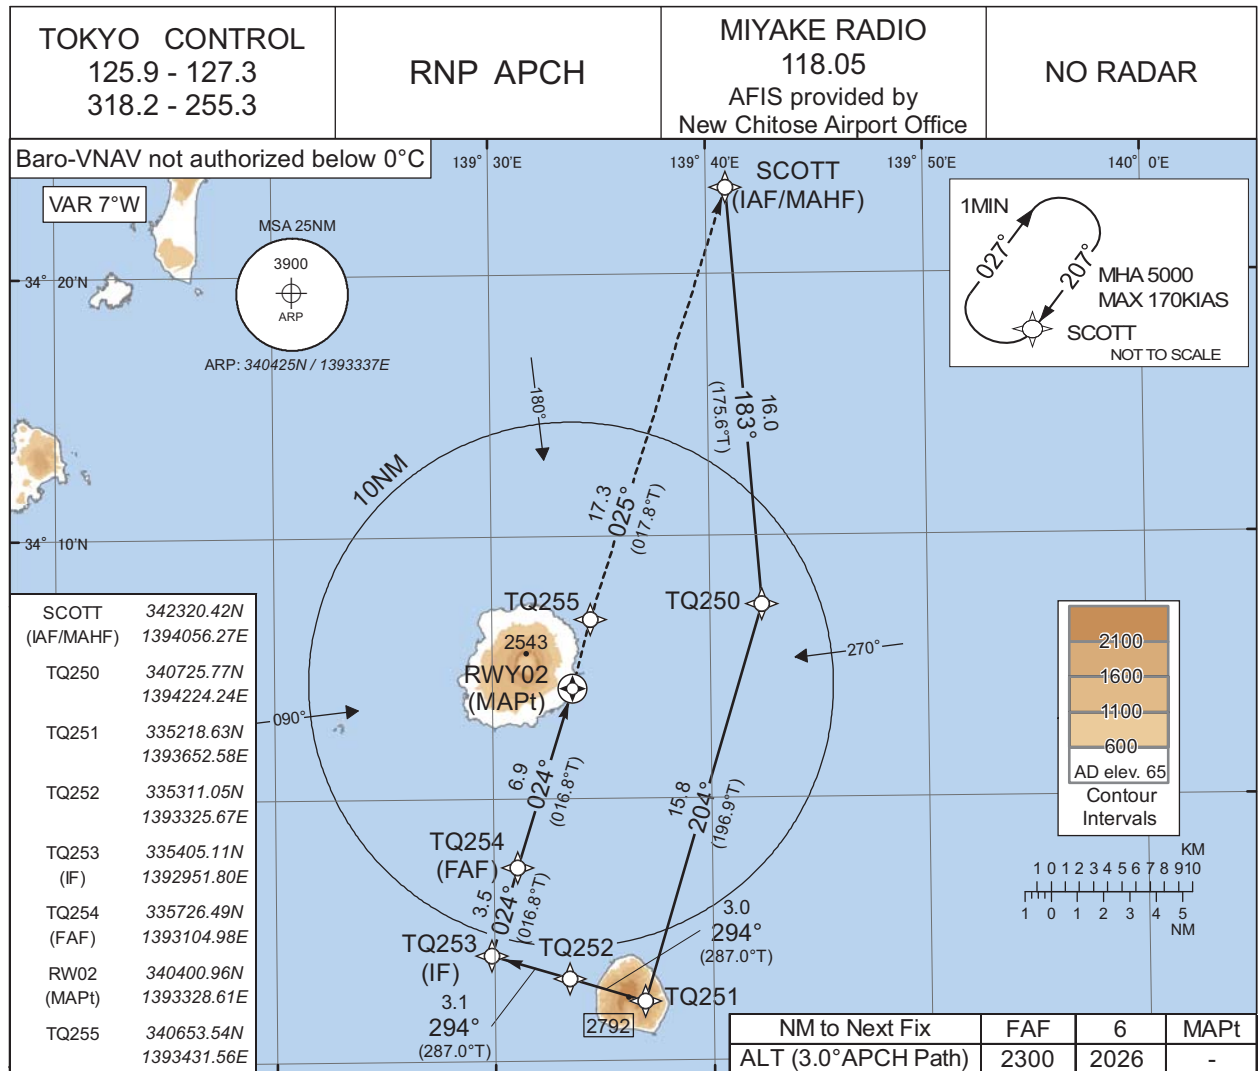 TOKYO CONTROL
125.9 - 127.3
318.2 - 255.3
RNP APCH
MIYAKE RADIO
118.05
AFIS provided by
New Chitose Airport Office
NO RADAR
Baro-VNAV not authorized below 0°C
139° 30'E
139° 40'E
139° 50'E
140° 0'E
VAR 7°W
MSA 25NM
3900
ARP
ARP: 340425N / 1393337E
34° 20'N
34° 10'N
SCOTT
(IAF/MAHF)
1MIN
027°
207°
MHA 5000
MAX 170KIAS
SCOTT
NOT TO SCALE
180°
10NM
16.0
183°
(175.6°T)
17.3
025°
(017.8°T)
TQ255
TQ250
2543
RWY02
(MAPt)
270°
090°
6.9
024°
(016.8°T)
15.8
204°
(196.9°T)
TQ254
(FAF)
3.5
024°
(016.8°T)
TQ253
(IF)
TQ252
3.0
294°
(287.0°T)
TQ251
3.1
294°
(287.0°T)
2792
SCOTT 342320.42N
(IAF/MAHF) 1394056.27E
TQ250 340725.77N
1394224.24E
TQ251 335218.63N
1393652.58E
TQ252 335311.05N
1393325.67E
TQ253 335405.11N
(IF) 1392951.80E
TQ254 335726.49N
(FAF) 1393104.98E
RW02 340400.96N
(MAPt) 1393328.61E
TQ255 340653.54N
1393431.56E
2100
1600
1100
600
AD elev. 65
Contour
Intervals
KM
1 0 1 2 3 4 5 6 7 8 9 10
1 0 1 2 3 4 5
NM
NM to Next Fix FAF 6 MAPt
ALT (3.0°APCH Path) 2300 2026 -